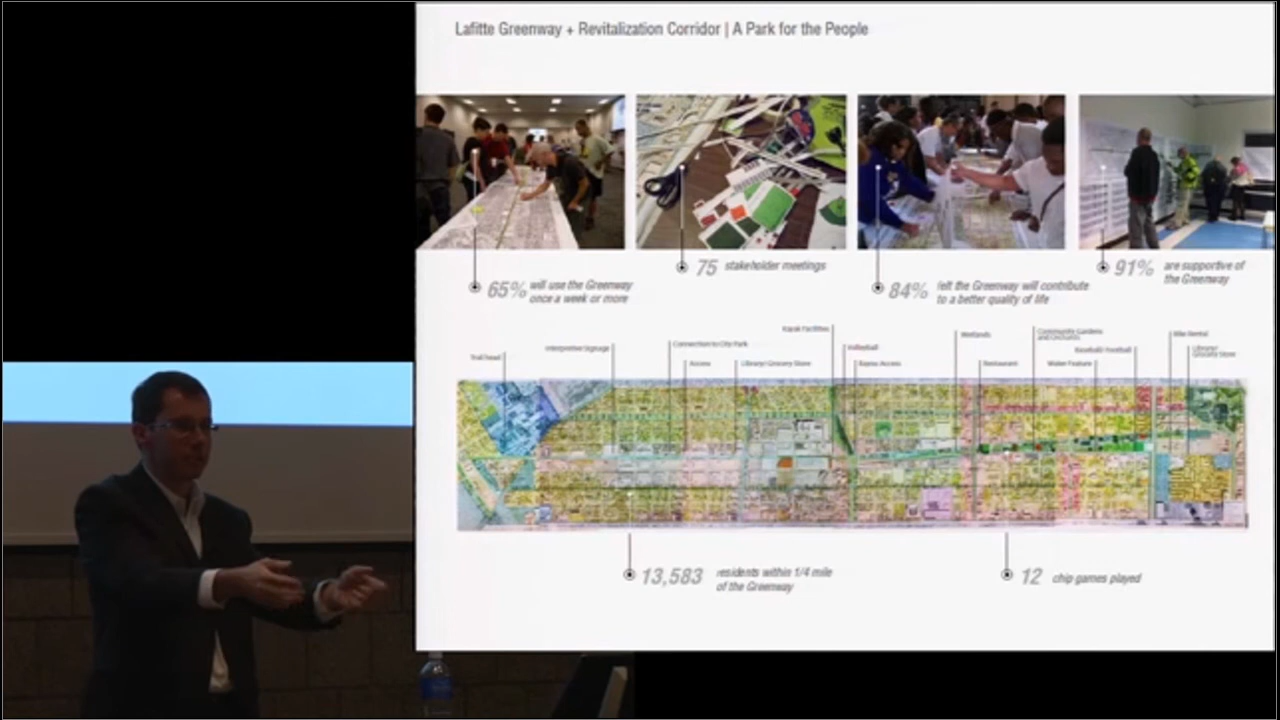 Lafitte Greenway + Revitalization Corridor | A Park for the People
65% will use the Greenway
once a week or more
75 stakeholder meetings
84% felt the Greenway will contribute
to a better quality of life
91% are supportive of
the Greenway
Trail head
Interpretive Signage
Connection to City Park
Access
Library/ Grocery Store
Kayak Facilities
Volleyball
Bayou Access
Wetlands
Restaurant
Community Gardens
and Orchards
Water Feature
Baseball/ Football
Bike Rental
Library/
Grocery Store
13,583 residents within 1/4 mile
of the Greenway
12 chip games played